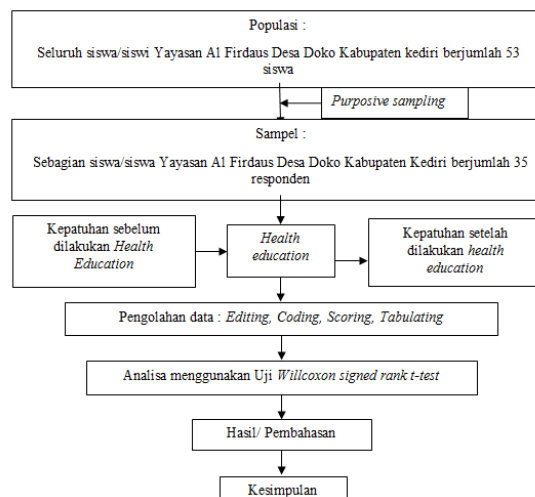 Populasi :
Seluruh siswa/siswi Yayasan Al Firdaus Desa Doko Kabupaten kediri berjumlah 53
siswa
Purposive sampling
Sampel :
Sebagian siswa/siswa Yayasan Al Firdaus Desa Doko Kabupaten Kediri berjumlah 35
responden
Kepatuhan sebelum
dilakukan Health
Education
Health
education
Kepatuhan setelah
dilakukan health
education
Pengolahan data : Editing, Coding, Scoring, Tabulating
Analisa menggunakan Uji Willcoxon signed rank t-test
Hasil/ Pembahasan
Kesimpulan